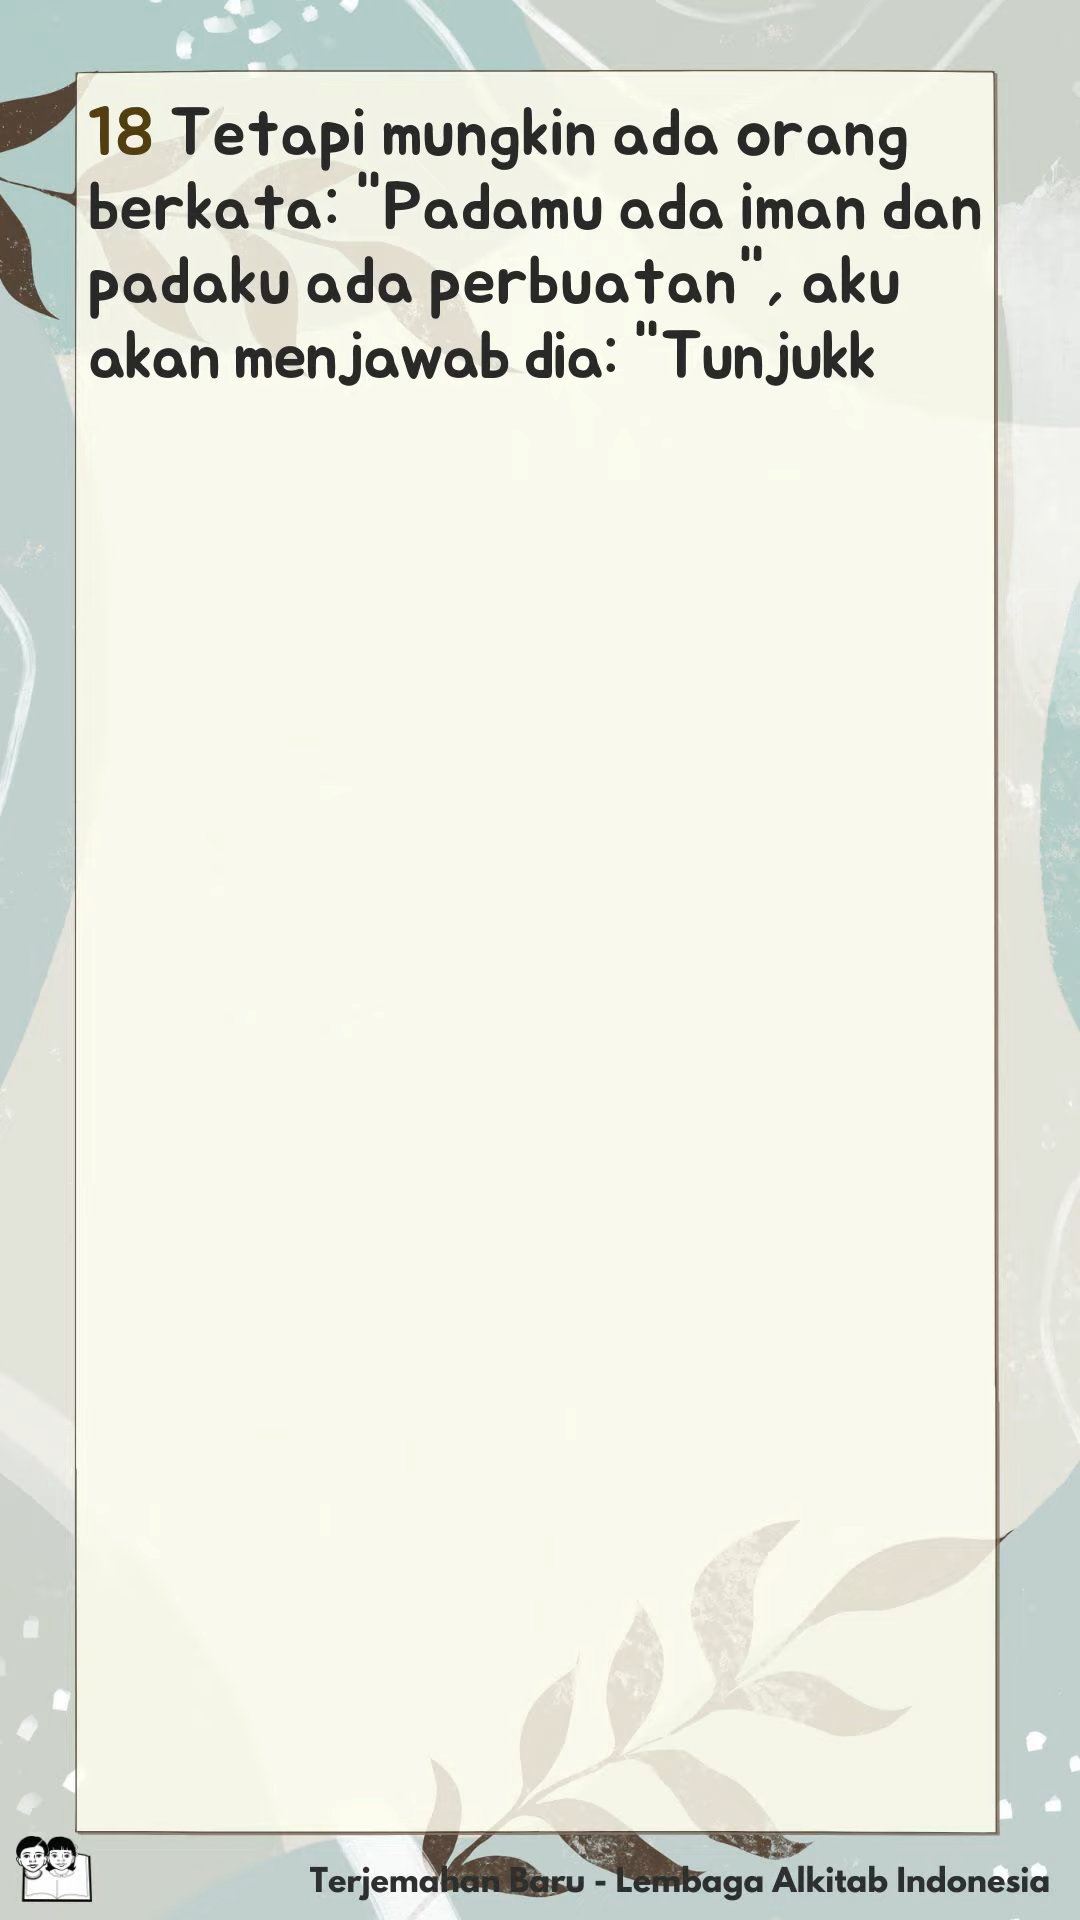 18 Tetapi mungkin ada orang
berkata: "Padamu ada iman dan
padaku ada perbuatan", aku
akan menjawab dia: "Tunjukk
Terjemahan Baru - Lembaga Alkitab Indonesia